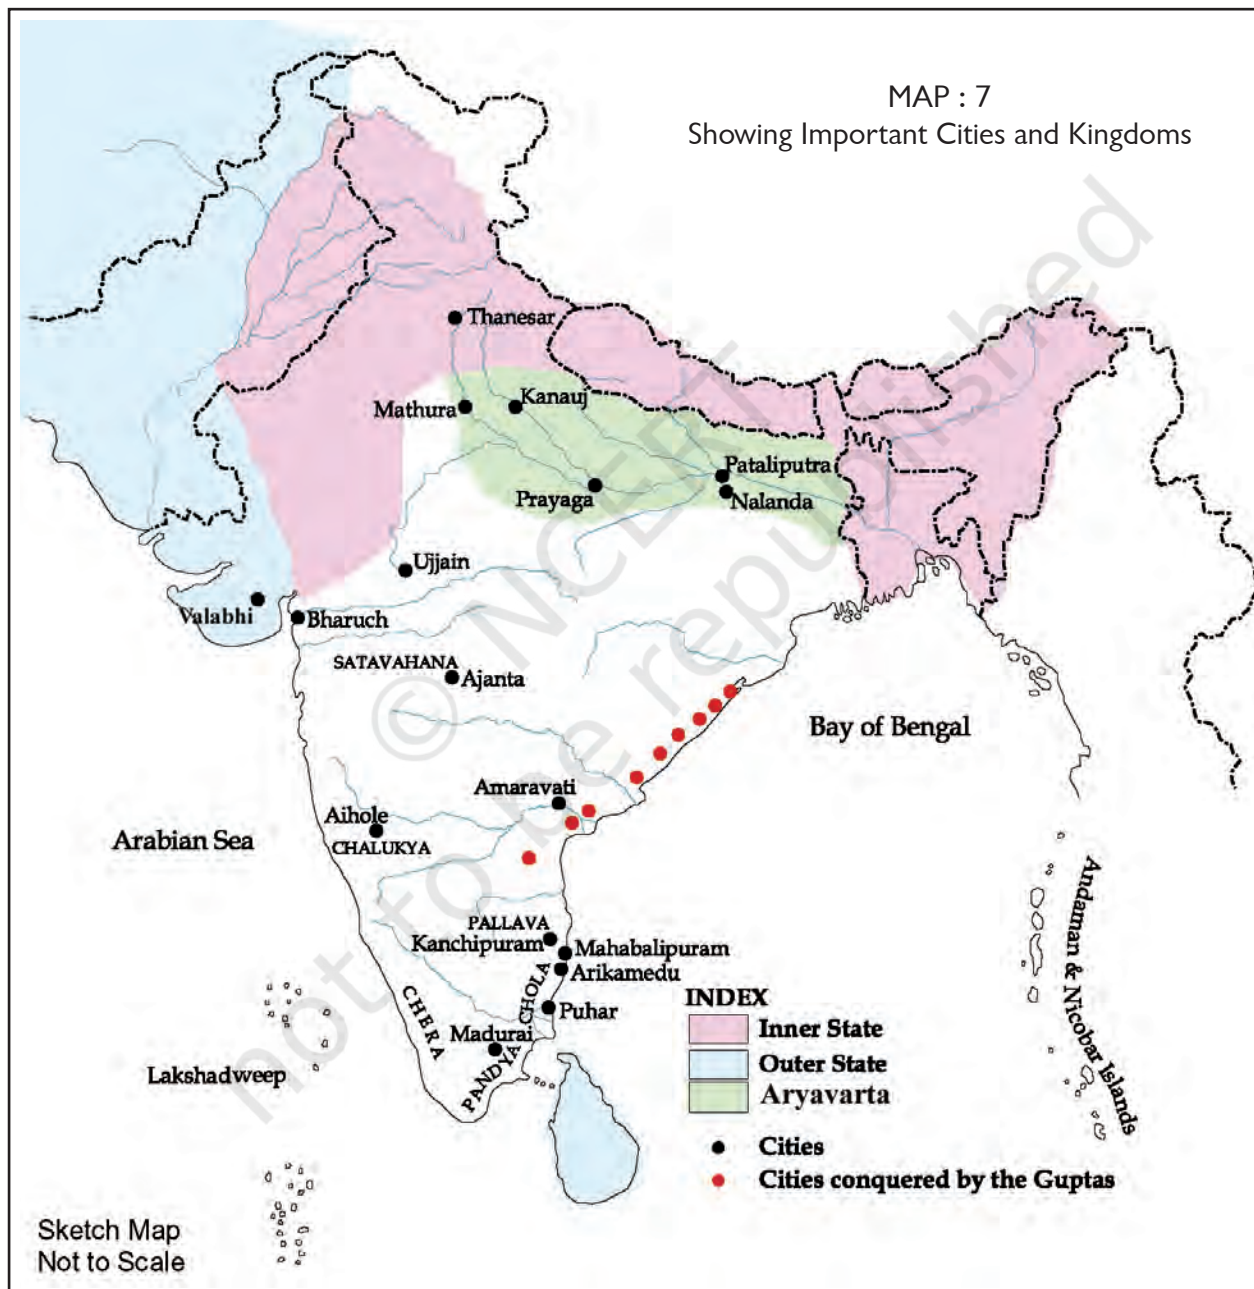 MAP : 7
Showing Important Cities and Kingdoms
Thanesar
Mathura
Kanauj
Prayaga
Pataliputra
Nalanda
Ujjain
Valabhi
Bharuch
SATAVAHANA
Ajanta
Bay of Bengal
Amaravati
Aihole
CHALUKYA
Arabian Sea
PALLAVA
Kanchipuram
Mahabalipuram
Arikamedu
CHOLA
Puhar
CHERA
Madurai
PANDYA
Lakshadweep
Andaman & Nicobar Islands
INDEX
Inner State
Outer State
Aryavarta
Cities
Cities conquered by the Guptas
Sketch Map
Not to Scale
© NCERT
not to be republished